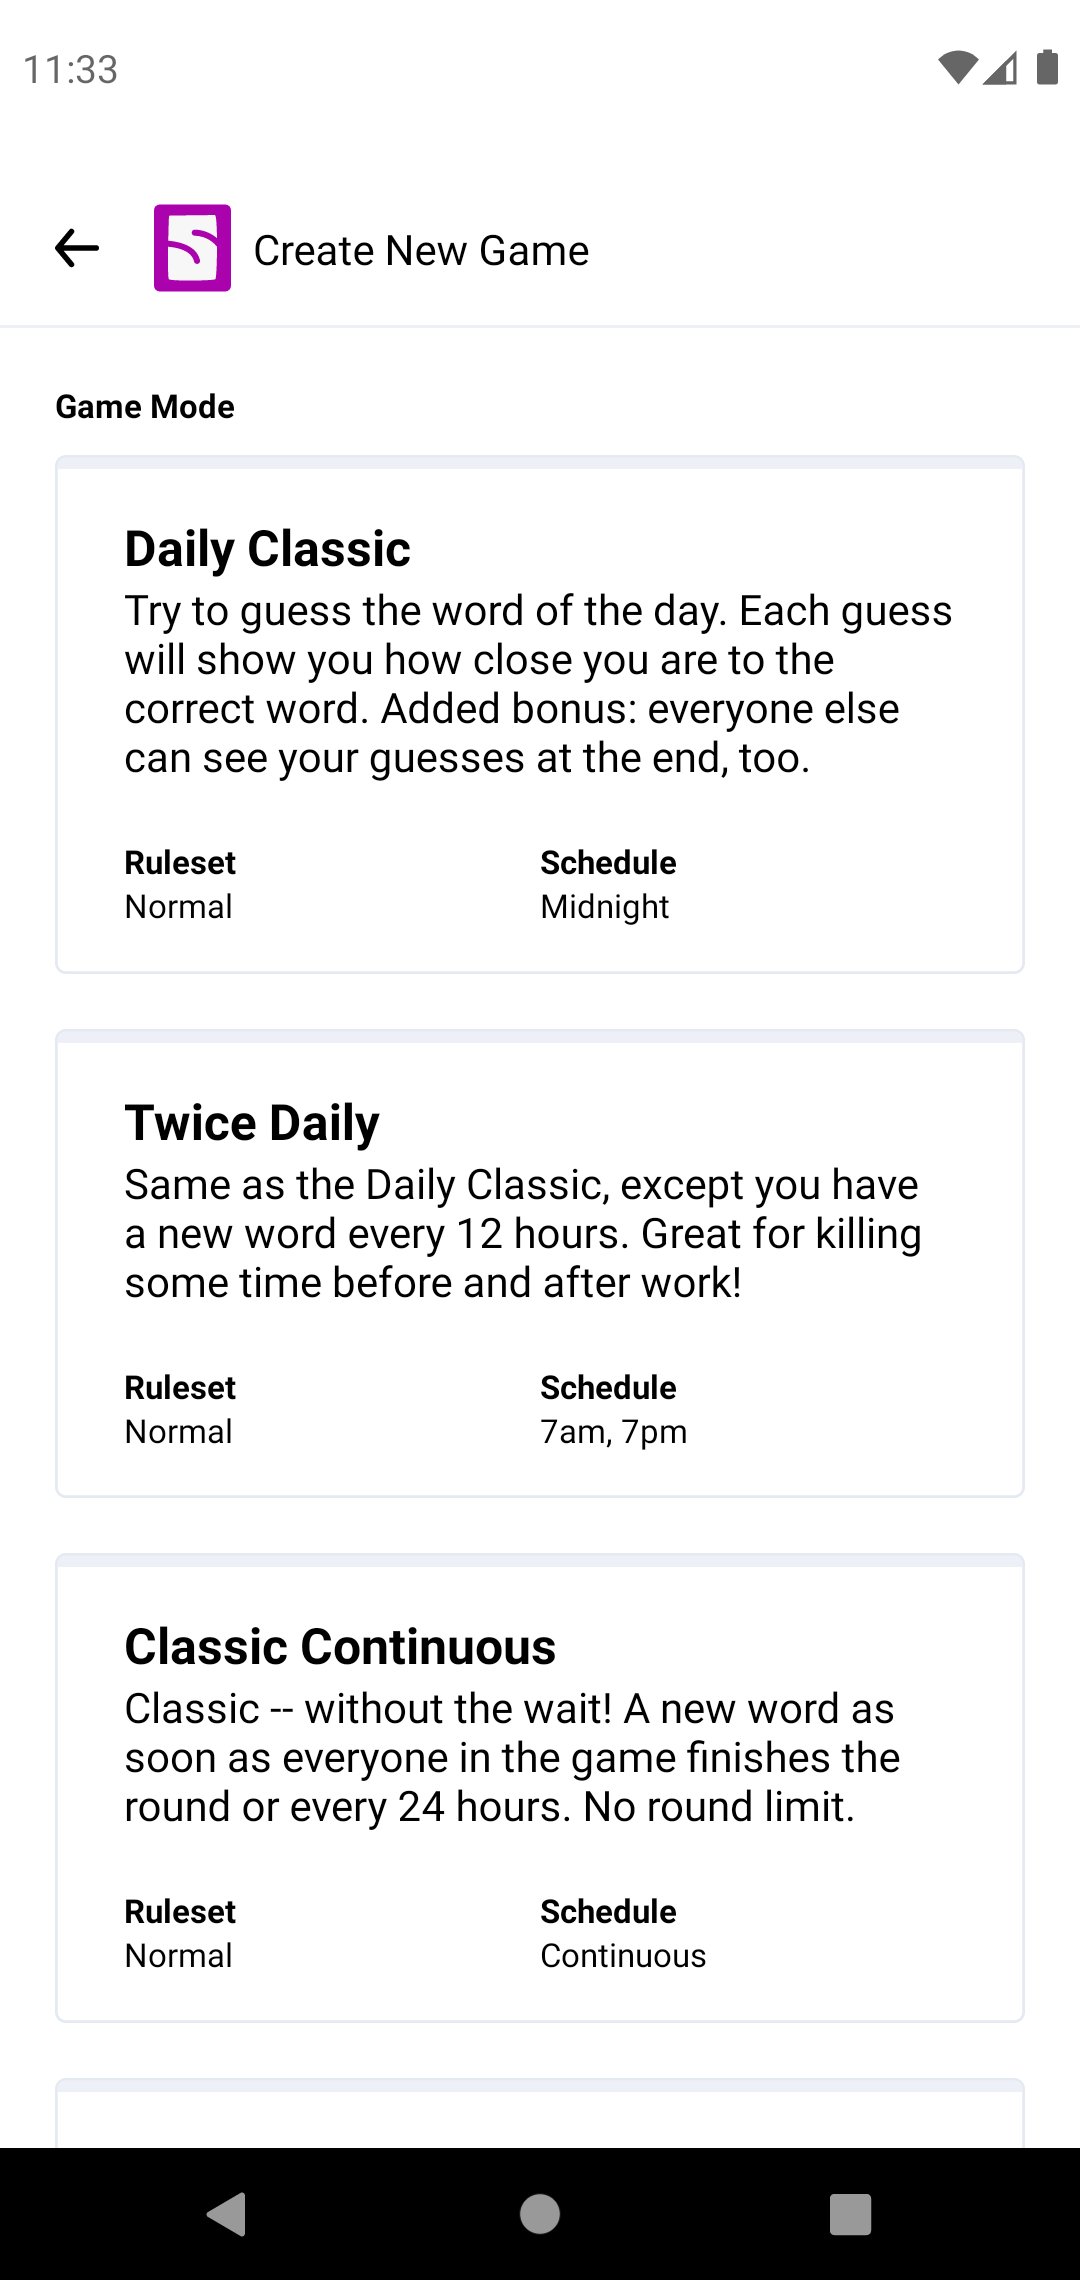 11:33
Create New Game
Game Mode
Daily Classic
Try to guess the word of the day. Each guess
will show you how close you are to the
correct word. Added bonus: everyone else
can see your guesses at the end, too.
Ruleset
Normal
Schedule
Midnight
Twice Daily
Same as the Daily Classic, except you have
a new word every 12 hours. Great for killing
some time before and after work!
Ruleset
Normal
Schedule
7am, 7pm
Classic Continuous
Classic -- without the wait! A new word as
soon as everyone in the game finishes the
round or every 24 hours. No round limit.
Ruleset
Normal
Schedule
Continuous